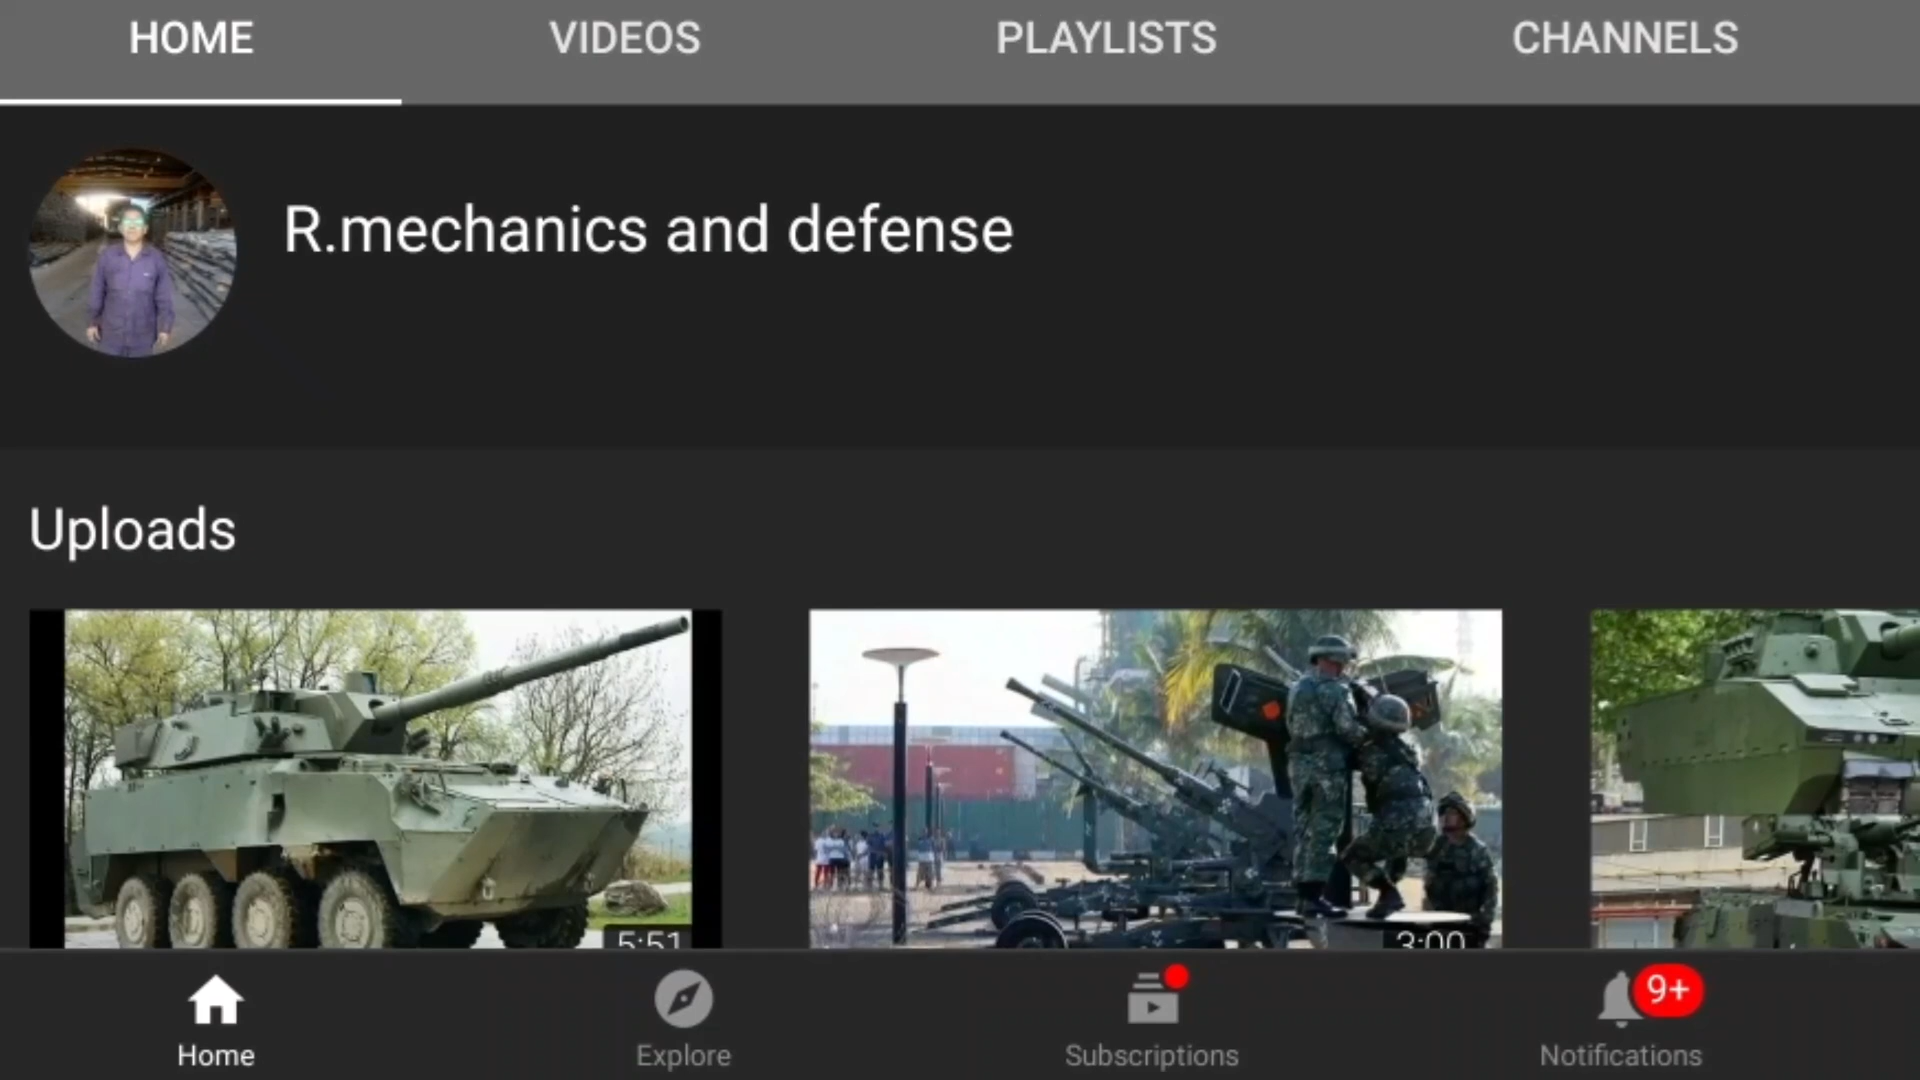 HOME VIDEOS PLAYLISTS CHANNELS
R.mechanics and defense
Uploads
5:51 3:00
9+
Home Explore Subscriptions Notifications